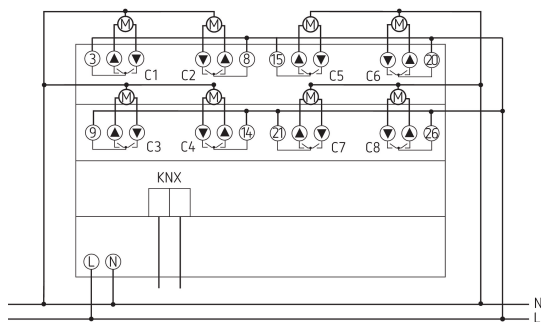 M M M M
3 C1 C2 8 15 C5 C6 20
M M M M
9 C3 C4 14 21 C7 C8 26
KNX
L N
N
L